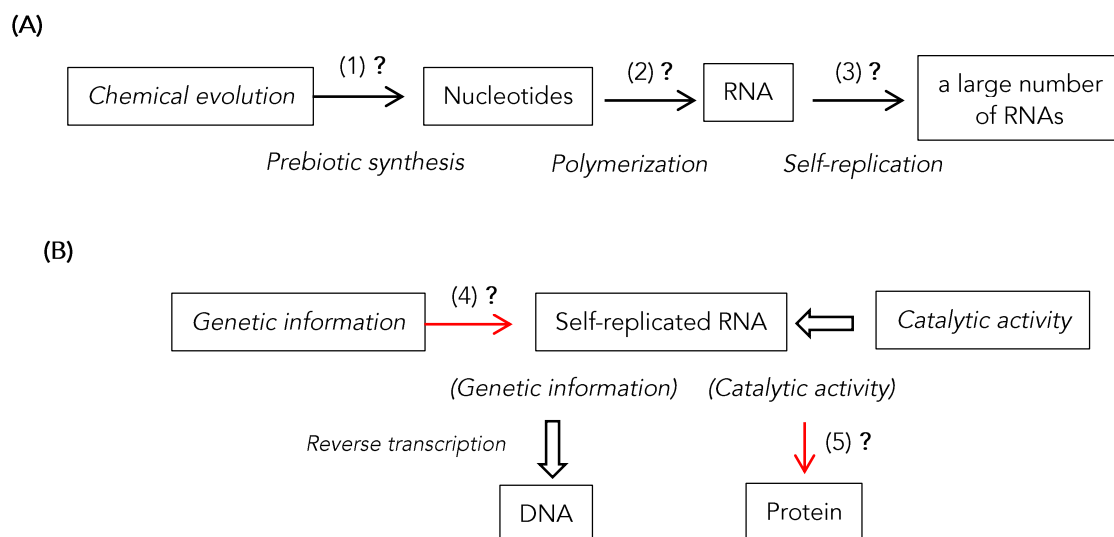 (A)
(1) ? (2) ? (3) ?
Chemical evolution Nucleotides RNA a large number
of RNAs
Prebiotic synthesis Polymerization Self-replication
(B)
(4) ?
Genetic information Self-replicated RNA Catalytic activity
(Genetic information) (Catalytic activity)
Reverse transcription (5) ?
DNA Protein